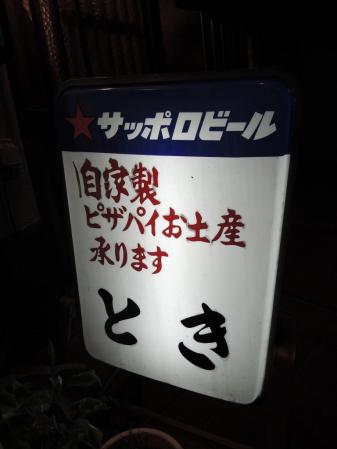 サッポロビール
自家製
ピザパイお土産
承ります
とき